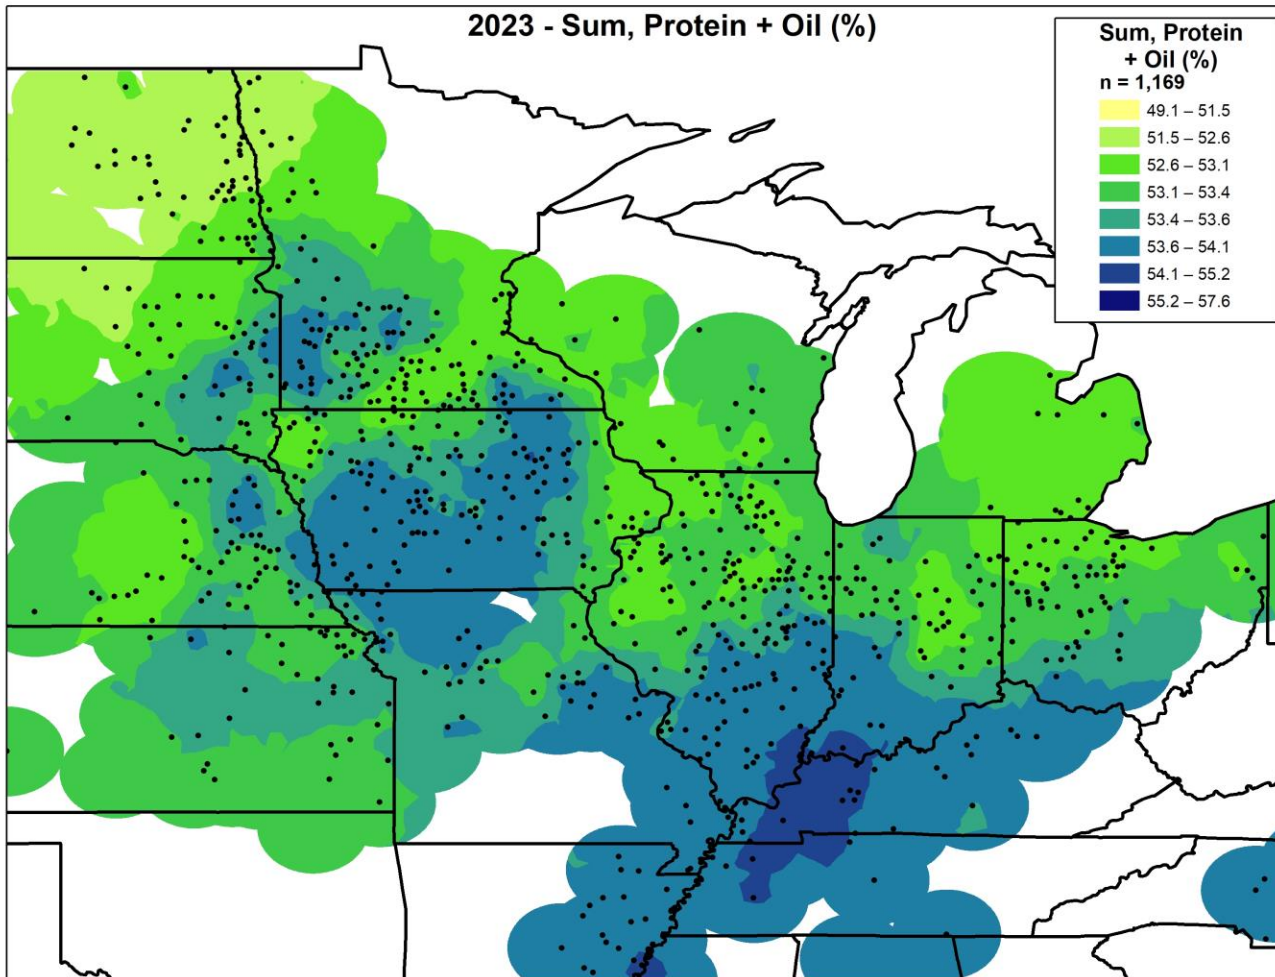 2023 - Sum, Protein + Oil (%)
Sum, Protein
+ Oil (%)
n = 1,169
49.1 – 51.5
51.5 – 52.6
52.6 – 53.1
53.1 – 53.4
53.4 – 53.6
53.6 – 54.1
54.1 – 55.2
55.2 – 57.6